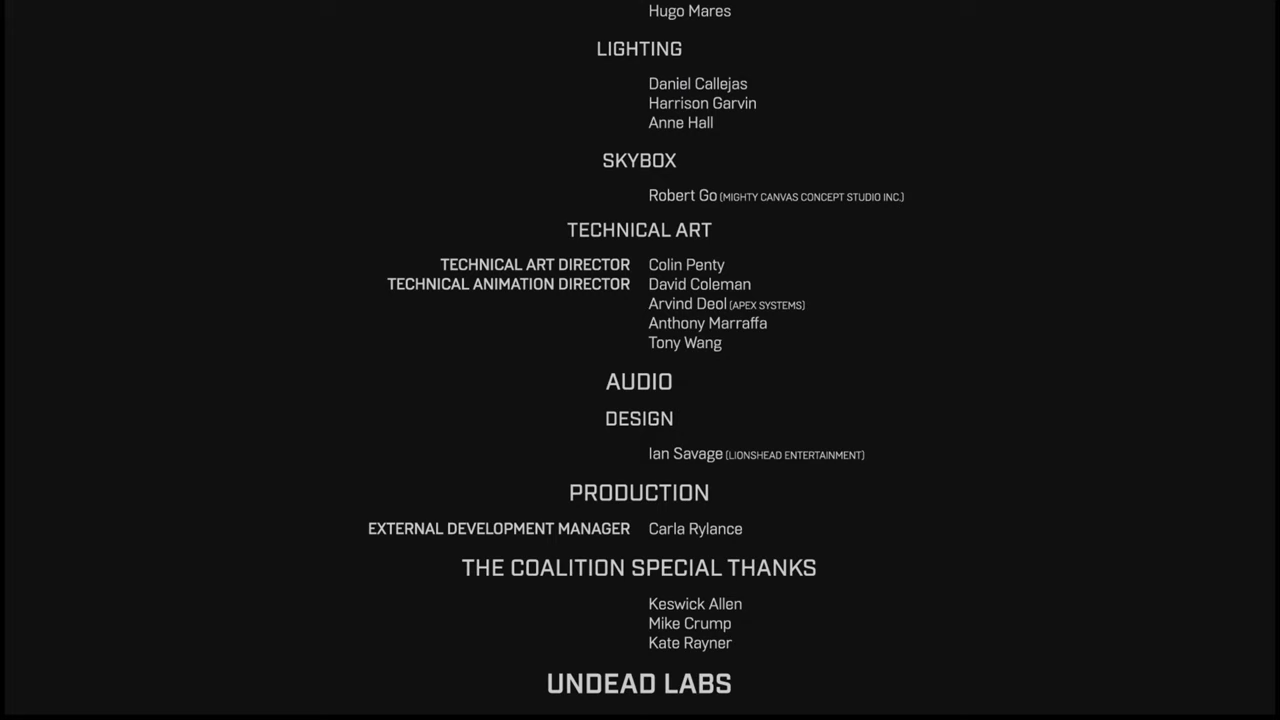 Hugo Mares
LIGHTING
Daniel Callejas
Harrison Garvin
Anne Hall
SKYBOX
Robert Go (MIGHTY CANVAS CONCEPT STUDIO INC.)
TECHNICAL ART
TECHNICAL ART DIRECTOR Colin Penty
TECHNICAL ANIMATION DIRECTOR David Coleman
Arvind Deol (APEX SYSTEMS)
Anthony Marraffa
Tony Wang
AUDIO
DESIGN
Ian Savage (LIONSHEAD ENTERTAINMENT)
PRODUCTION
EXTERNAL DEVELOPMENT MANAGER Carla Rylance
THE COALITION SPECIAL THANKS
Keswick Allen
Mike Crump
Kate Rayner
UNDEAD LABS